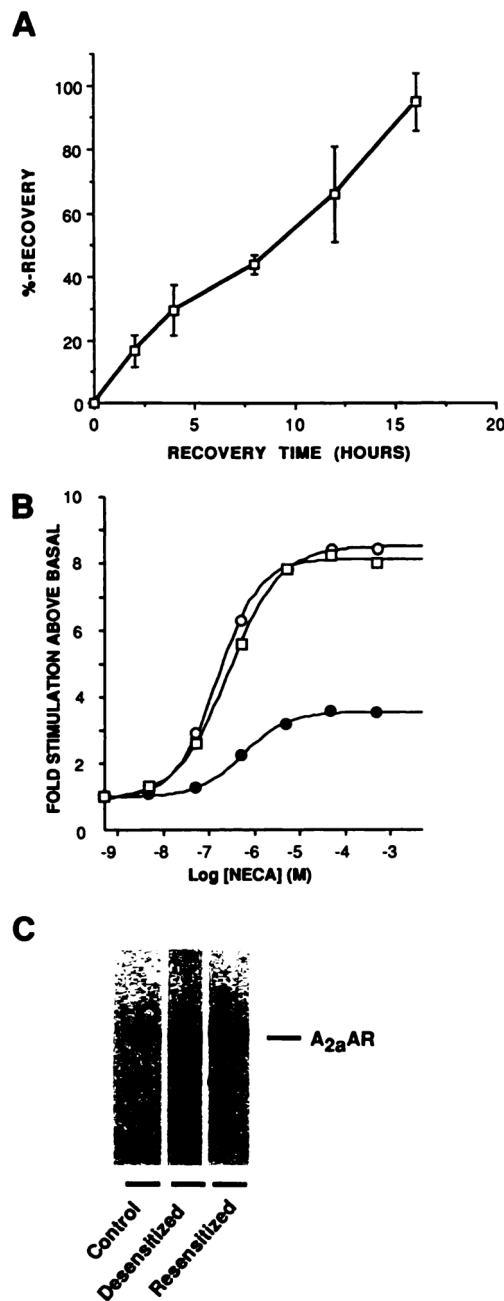 A
%-RECOVERY
100
80
60
40
20
0
0 5 10 15 20
RECOVERY TIME (HOURS)
B
FOLD STIMULATION ABOVE BASAL
10
8
6
4
2
0
-9 -8 -7 -6 -5 -4 -3
Log [NECA] (M)
C
A2aAR
Control
Desensitized
Resensitized